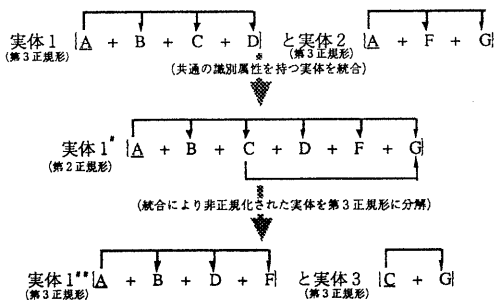 実体1 {A + B + C + D} と実体2 {A + F + G}
(第3正規形) (第3正規形)
(共通の識別属性を持つ実体を統合)
実体1# {A + B + C + D + F + G}
(第2正規形)
(統合により非正規化された実体を第3正規形に分解)
実体1## {A + B + D + F} と実体3 {C + G}
(第3正規形) (第3正規形)